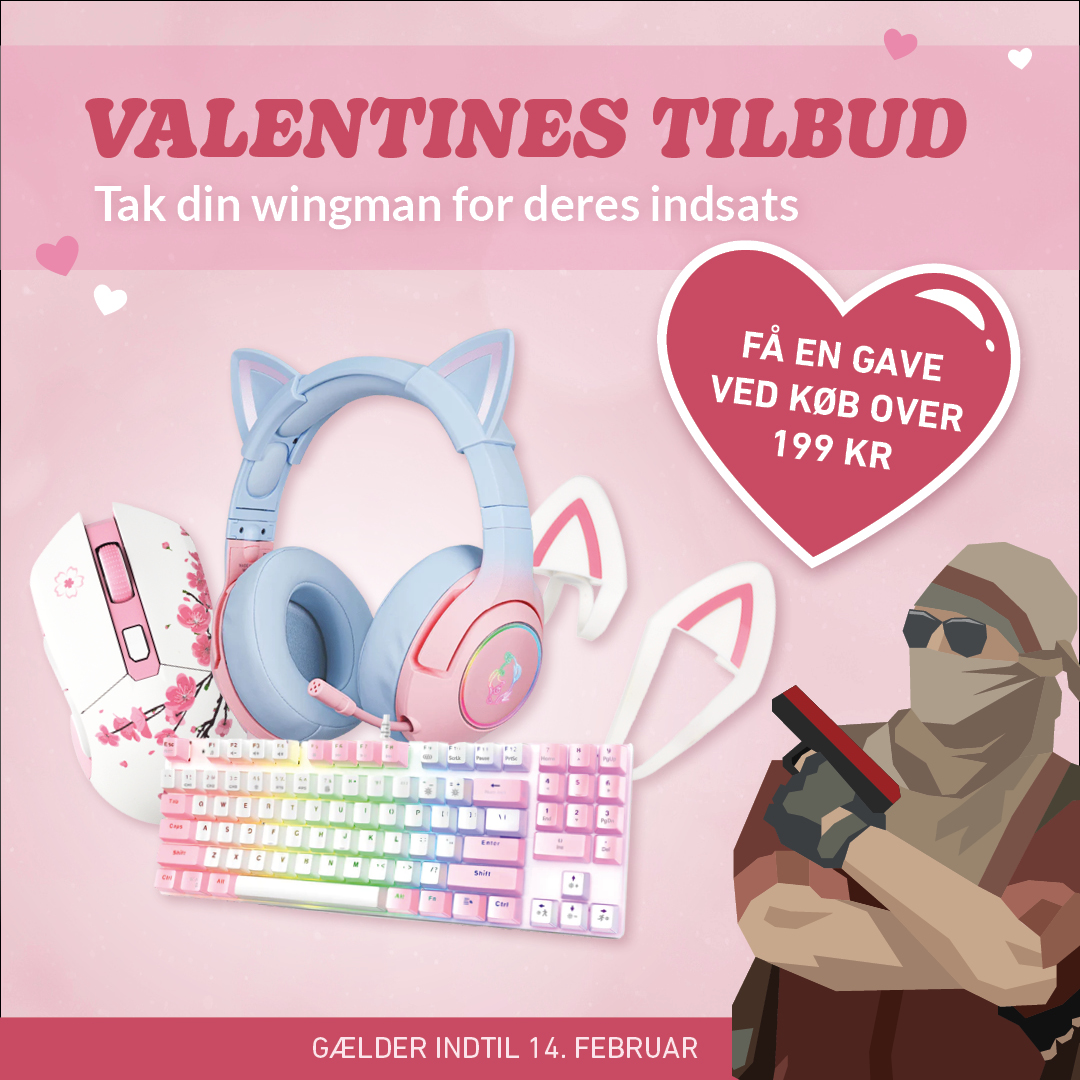 VALENTINES TILBUD
Tak din wingman for deres indsats
FÅ EN GAVE
VED KØB OVER
199 KR
GÆLDER INDTIL 14. FEBRUAR